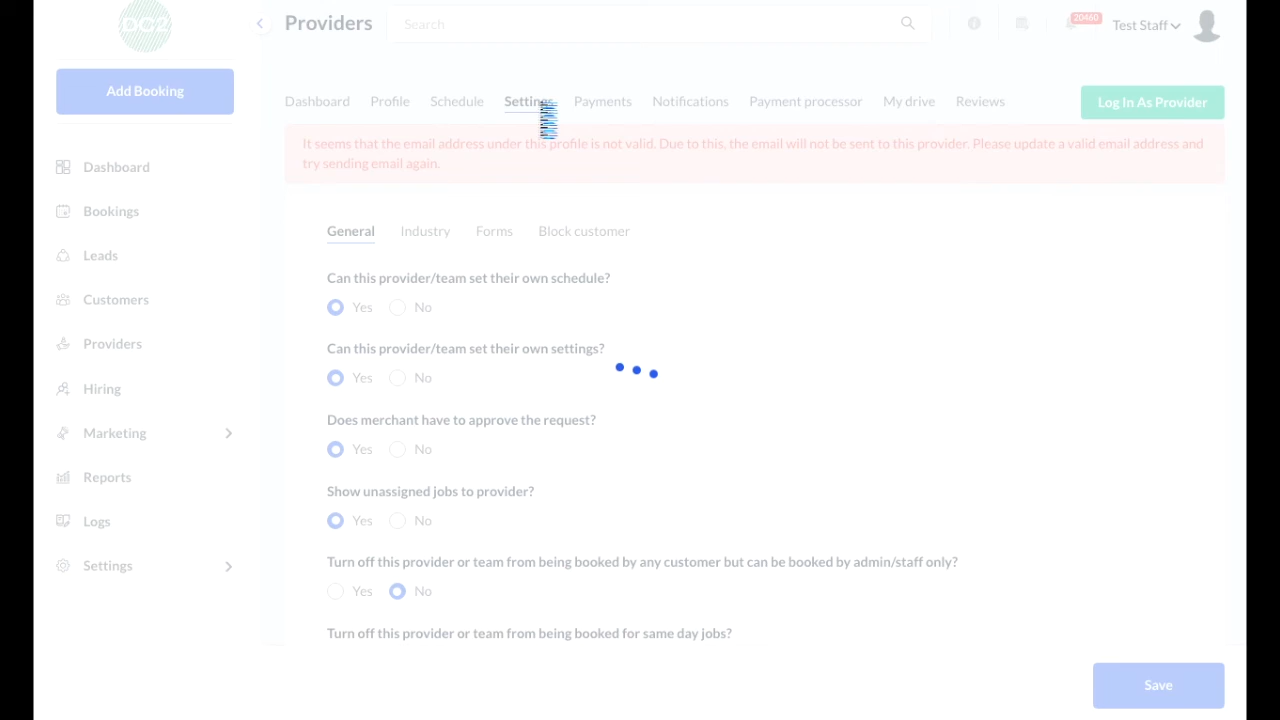 Providers
Search
20460
Test Staff
Add Booking
Dashboard Profile Schedule Settings Payments Notifications Payment processor My drive Reviews
Log In As Provider
It seems that the email address under this profile is not valid. Due to this, the email will not be sent to this provider. Please update a valid email address and
try sending email again.
Dashboard
Bookings
Leads
Customers
Providers
Hiring
Marketing
Reports
Logs
Settings
General Industry Forms Block customer
Can this provider/team set their own schedule?
Yes No
Can this provider/team set their own settings?
Yes No
Does merchant have to approve the request?
Yes No
Show unassigned jobs to provider?
Yes No
Turn off this provider or team from being booked by any customer but can be booked by admin/staff only?
Yes No
Turn off this provider or team from being booked for same day jobs?
Save